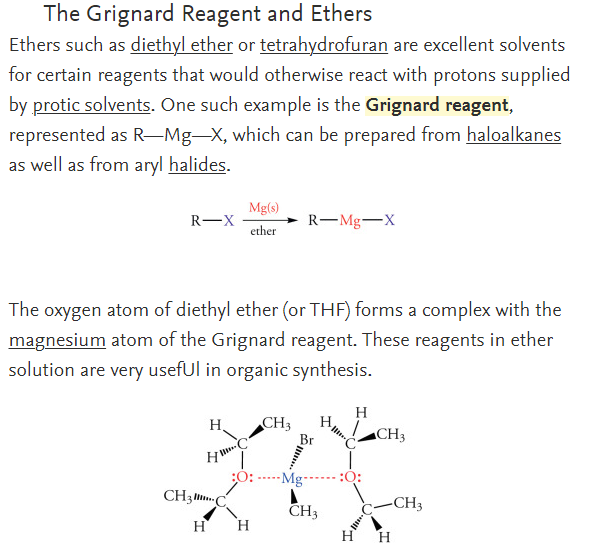 The Grignard Reagent and Ethers
Ethers such as diethyl ether or tetrahydrofuran are excellent solvents
for certain reagents that would otherwise react with protons supplied
by protic solvents. One such example is the Grignard reagent,
represented as R—Mg—X, which can be prepared from haloalkanes
as well as from aryl halides.
Mg(s)
R—X R—Mg—X
ether
The oxygen atom of diethyl ether (or THF) forms a complex with the
magnesium atom of the Grignard reagent. These reagents in ether
solution are very usefUl in organic synthesis.
H
H CH3 H
Br C CH3
C
H
:O: Mg :O:
CH3 C
CH3 C CH3
H H
H H